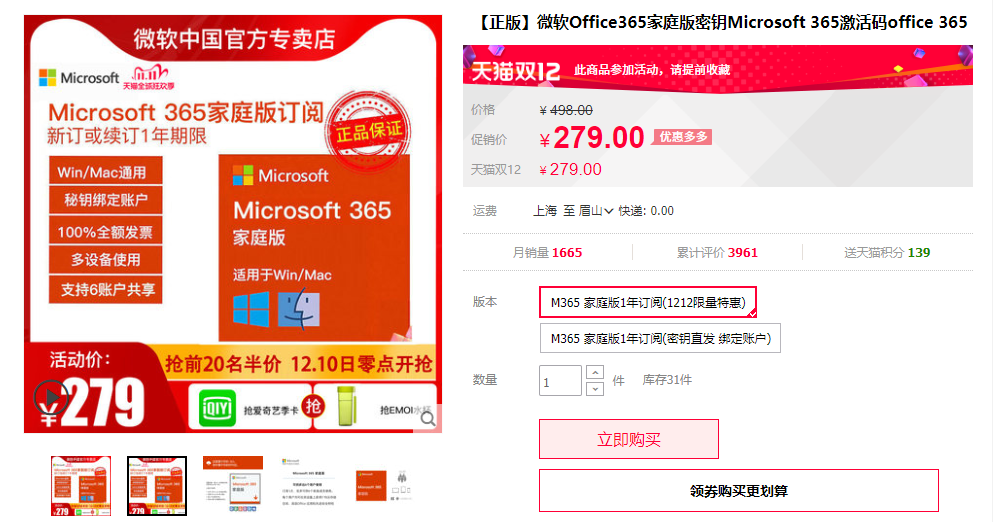 微软中国官方专卖店
Microsoft
11.11
天猫全球狂欢季
Microsoft 365家庭版订阅
新订或续订1年期限
正品保证
Win/Mac通用
秘钥绑定账户
100%全额发票
多设备使用
支持6账户共享
Microsoft
Microsoft 365
家庭版
适用于Win/Mac
活动价：
¥279
抢前20名半价 12.10日零点开抢
iQIYI
抢爱奇艺季卡
抢
抢EMOI水杯
【正版】微软Office365家庭版密钥Microsoft 365激活码office 365
天猫双12
此商品参加活动，请提前收藏
价格
¥ 498.00
促销价
¥ 279.00
优惠多多
天猫双12
¥ 279.00
运费
上海 至 眉山 快递: 0.00
月销量 1665
累计评价 3961
送天猫积分 139
版本
M365 家庭版1年订阅(1212限量特惠)
M365 家庭版1年订阅(密钥直发 绑定账户)
数量
1
件
库存31件
立即购买
领券购买更划算